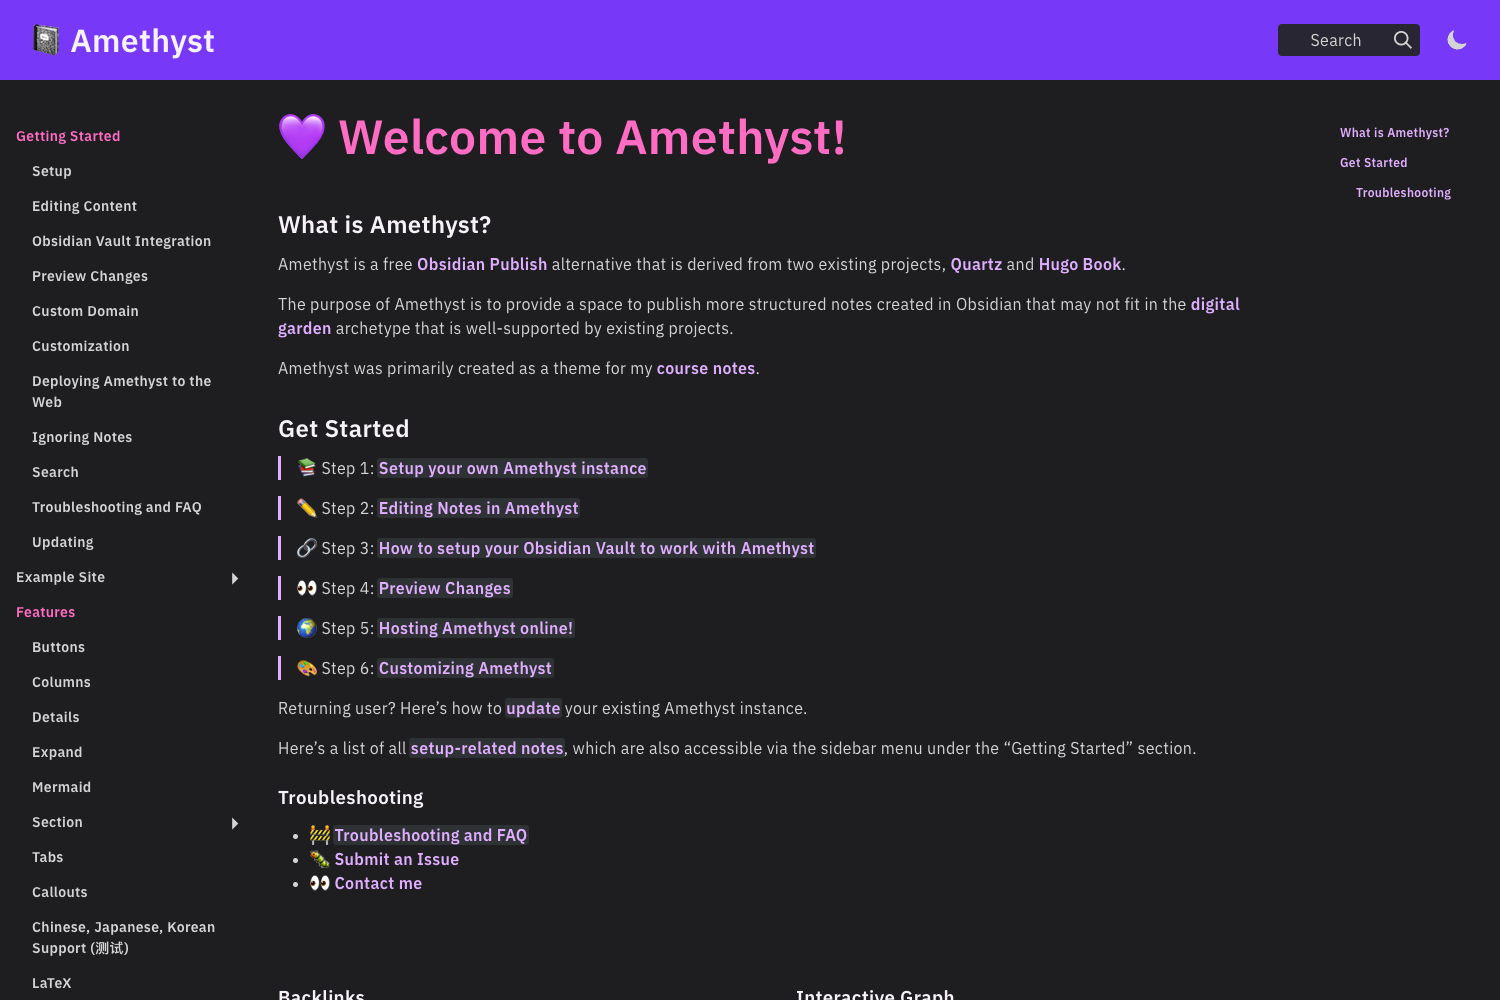 Amethyst
Search
Getting Started
Setup
Editing Content
Obsidian Vault Integration
Preview Changes
Custom Domain
Customization
Deploying Amethyst to the
Web
Ignoring Notes
Search
Troubleshooting and FAQ
Updating
Example Site
Features
Buttons
Columns
Details
Expand
Mermaid
Section
Tabs
Callouts
Chinese, Japanese, Korean
Support (测试)
LaTeX
💜 Welcome to Amethyst!
What is Amethyst?
Amethyst is a free Obsidian Publish alternative that is derived from two existing projects, Quartz and Hugo Book.
The purpose of Amethyst is to provide a space to publish more structured notes created in Obsidian that may not fit in the digital
garden archetype that is well-supported by existing projects.
Amethyst was primarily created as a theme for my course notes.
Get Started
📚 Step 1: Setup your own Amethyst instance
✏️ Step 2: Editing Notes in Amethyst
🔗 Step 3: How to setup your Obsidian Vault to work with Amethyst
👀 Step 4: Preview Changes
🌍 Step 5: Hosting Amethyst online!
🎨 Step 6: Customizing Amethyst
Returning user? Here’s how to update your existing Amethyst instance.
Here’s a list of all setup-related notes, which are also accessible via the sidebar menu under the “Getting Started” section.
Troubleshooting
• 🚧 Troubleshooting and FAQ
• 🐛 Submit an Issue
• 👀 Contact me
Backlinks
Interactive Graph
What is Amethyst?
Get Started
Troubleshooting